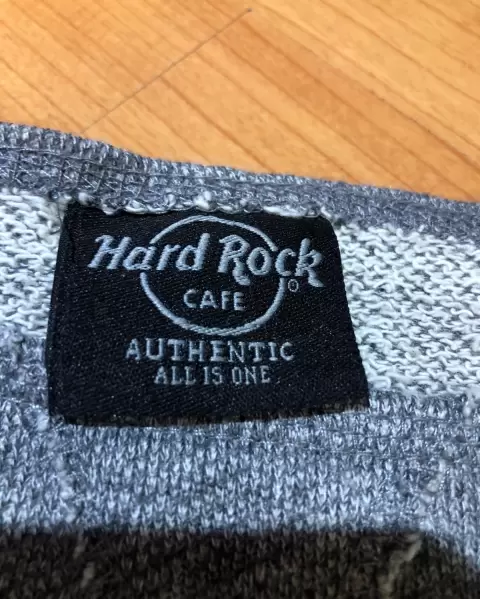 Hard Rock
CAFE
®
AUTHENTIC
ALL IS ONE